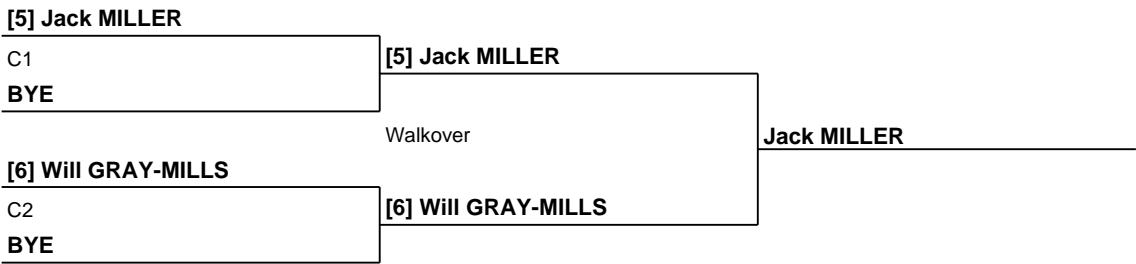 [5] Jack MILLER
C1
[5] Jack MILLER
BYE
Walkover
Jack MILLER
[6] Will GRAY-MILLS
C2
[6] Will GRAY-MILLS
BYE